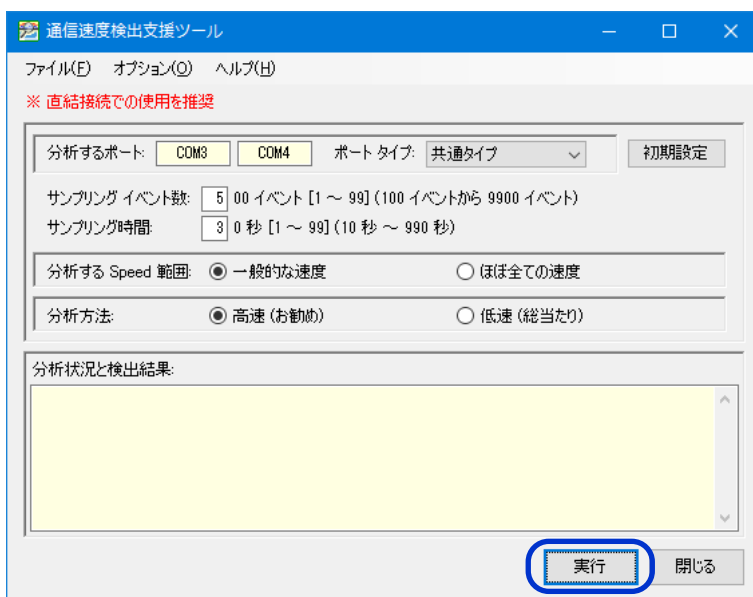 通信速度検出支援ツール
ファイル(F) オプション(O) ヘルプ(H)
※ 直結接続での使用を推奨
分析するポート: COM3 COM4 ポート タイプ: 共通タイプ 初期設定
サンプリング イベント数: 5 00 イベント [1 ～ 99] (100 イベントから 9900 イベント)
サンプリング時間: 3 0 秒 [1 ～ 99] (10 秒 ～ 990 秒)
分析する Speed 範囲: 一般的な速度 ほぼ全ての速度
分析方法: 高速 (お勧め) 低速 (総当たり)
分析状況と検出結果:
実行 閉じる